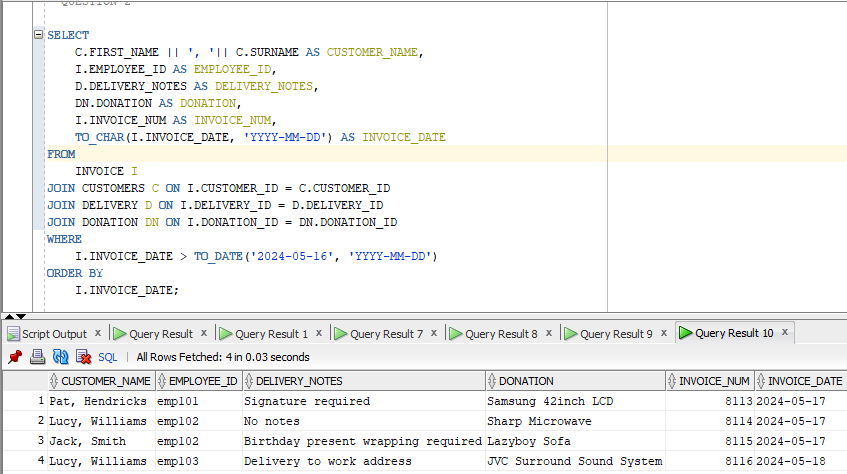 QUESTION 2
SELECT
C.FIRST_NAME || ', '|| C.SURNAME AS CUSTOMER_NAME,
I.EMPLOYEE_ID AS EMPLOYEE_ID,
D.DELIVERY_NOTES AS DELIVERY_NOTES,
DN.DONATION AS DONATION,
I.INVOICE_NUM AS INVOICE_NUM,
TO_CHAR(I.INVOICE_DATE, 'YYYY-MM-DD') AS INVOICE_DATE
FROM
INVOICE I
JOIN CUSTOMERS C ON I.CUSTOMER_ID = C.CUSTOMER_ID
JOIN DELIVERY D ON I.DELIVERY_ID = D.DELIVERY_ID
JOIN DONATION DN ON I.DONATION_ID = DN.DONATION_ID
WHERE
I.INVOICE_DATE > TO_DATE('2024-05-16', 'YYYY-MM-DD')
ORDER BY
I.INVOICE_DATE;
Script Output x Query Result x Query Result 1 x Query Result 7 x Query Result 8 x Query Result 9 x Query Result 10 x
SQL | All Rows Fetched: 4 in 0.03 seconds
CUSTOMER_NAME EMPLOYEE_ID DELIVERY_NOTES DONATION INVOICE_NUM INVOICE_DATE
1 Pat, Hendricks emp101 Signature required Samsung 42inch LCD 8113 2024-05-17
2 Lucy, Williams emp102 No notes Sharp Microwave 8114 2024-05-17
3 Jack, Smith emp102 Birthday present wrapping required Lazyboy Sofa 8115 2024-05-17
4 Lucy, Williams emp103 Delivery to work address JVC Surround Sound System 8116 2024-05-18